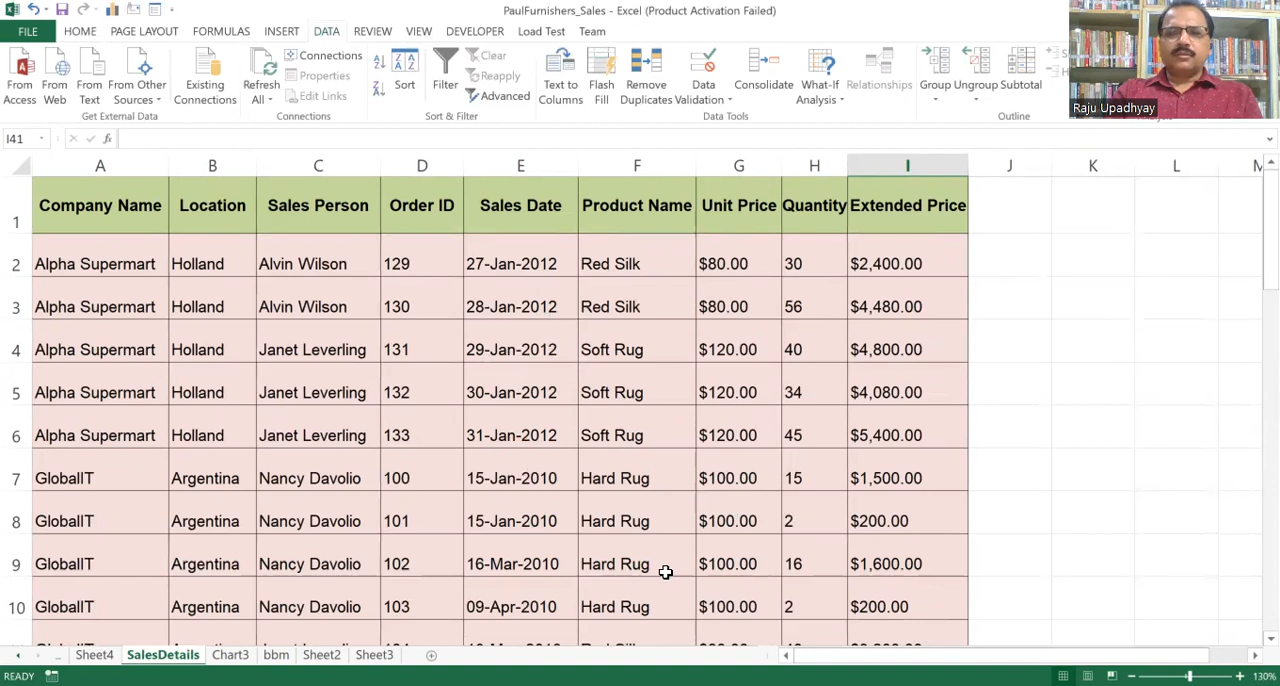 PaulFurnishers_Sales - Excel (Product Activation Failed)
FILE HOME PAGE LAYOUT FORMULAS INSERT DATA REVIEW VIEW DEVELOPER Load Test Team
From Access
From Web
From Text
From Other Sources
Existing Connections
Refresh All
Connections
Properties
Edit Links
Sort
Filter
Clear
Reapply
Advanced
Text to Columns
Flash Fill
Remove Duplicates
Data Validation
Consolidate
What-If Analysis
Relationships
Group
Ungroup
Subtotal
Get External Data
Connections
Sort & Filter
Data Tools
Outline
Raju Upadhyay
I41
A B C D E F G H I J K L M
1 Company Name Location Sales Person Order ID Sales Date Product Name Unit Price Quantity Extended Price
2 Alpha Supermart Holland Alvin Wilson 129 27-Jan-2012 Red Silk $80.00 30 $2,400.00
3 Alpha Supermart Holland Alvin Wilson 130 28-Jan-2012 Red Silk $80.00 56 $4,480.00
4 Alpha Supermart Holland Janet Leverling 131 29-Jan-2012 Soft Rug $120.00 40 $4,800.00
5 Alpha Supermart Holland Janet Leverling 132 30-Jan-2012 Soft Rug $120.00 34 $4,080.00
6 Alpha Supermart Holland Janet Leverling 133 31-Jan-2012 Soft Rug $120.00 45 $5,400.00
7 GlobalIT Argentina Nancy Davolio 100 15-Jan-2010 Hard Rug $100.00 15 $1,500.00
8 GlobalIT Argentina Nancy Davolio 101 15-Jan-2010 Hard Rug $100.00 2 $200.00
9 GlobalIT Argentina Nancy Davolio 102 16-Mar-2010 Hard Rug $100.00 16 $1,600.00
10 GlobalIT Argentina Nancy Davolio 103 09-Apr-2010 Hard Rug $100.00 2 $200.00
... Sheet4 SalesDetails Chart3 bbm Sheet2 Sheet3
READY
130%